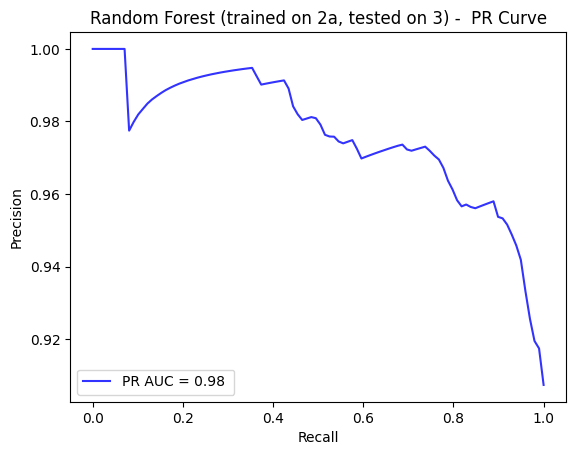 Random Forest (trained on 2a, tested on 3) -  PR Curve
1.00
0.98
0.96
0.94
0.92
Precision
PR AUC = 0.98
0.0 0.2 0.4 0.6 0.8 1.0
Recall